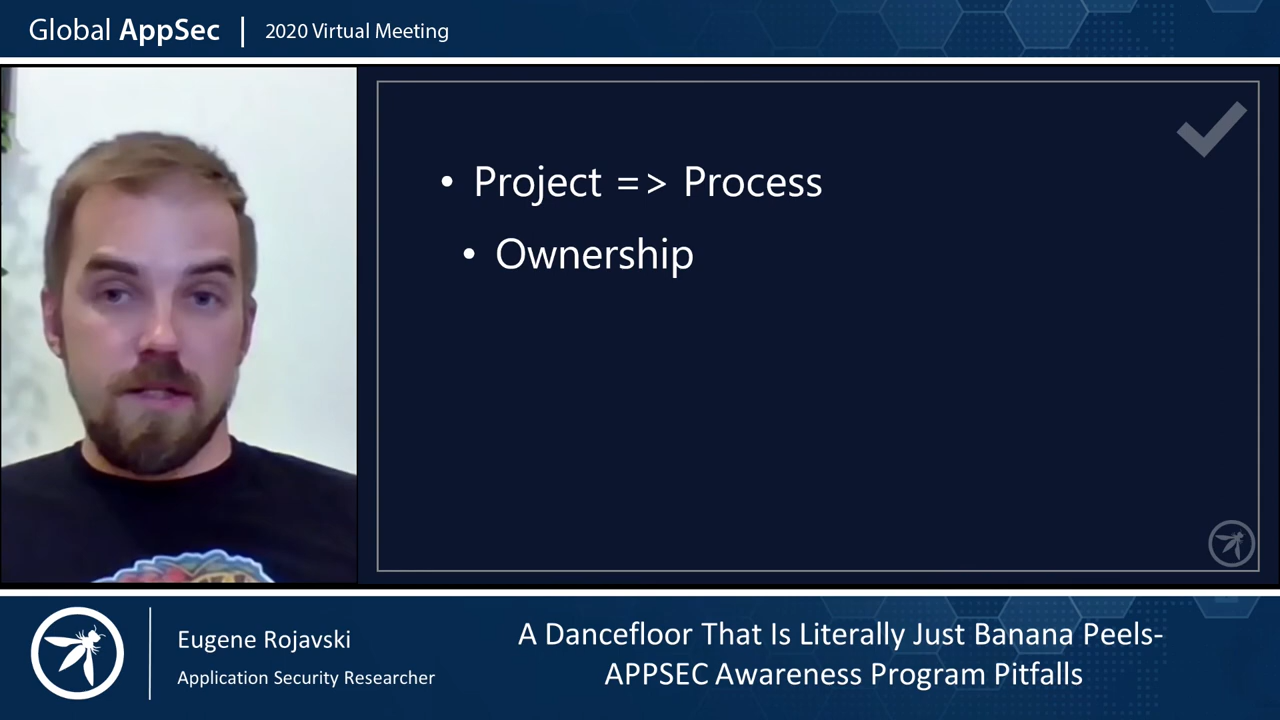 Global AppSec | 2020 Virtual Meeting
• Project => Process
• Ownership
Eugene Rojavski
Application Security Researcher
A Dancefloor That Is Literally Just Banana Peels-
APPSEC Awareness Program Pitfalls